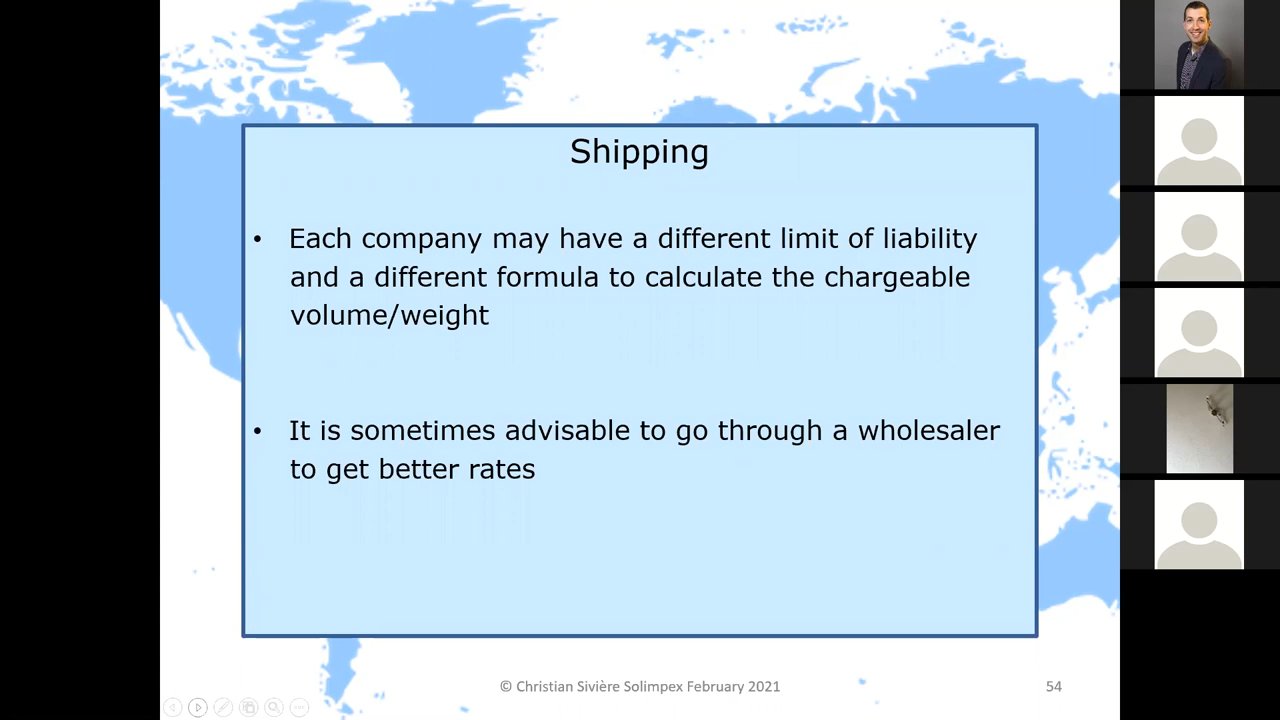 Shipping
• Each company may have a different limit of liability
and a different formula to calculate the chargeable
volume/weight
• It is sometimes advisable to go through a wholesaler
to get better rates
© Christian Sivière Solimpex February 2021
54